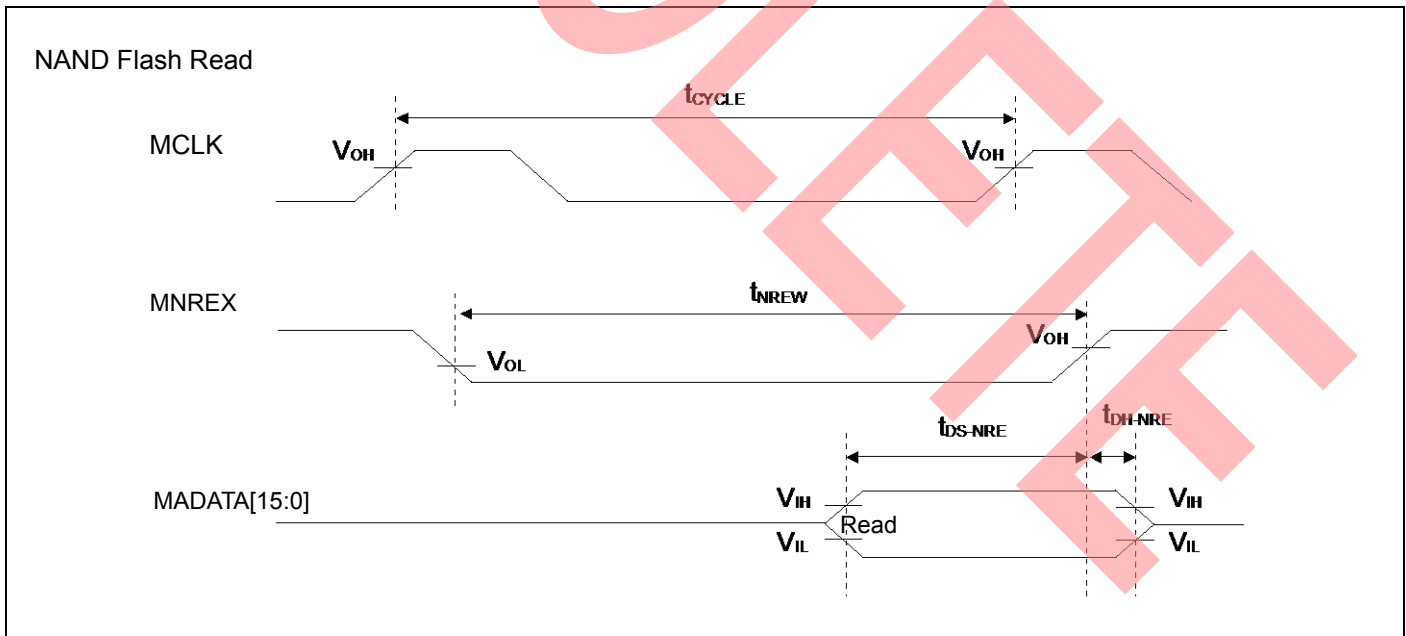 NAND Flash Read
tCYCLE
MCLK
VOH
VOH
MNREX
tNREW
VOH
VOL
tDS-NRE
tDH-NRE
MADATA[15:0]
VIH
VIH
Read
VIL
VIL